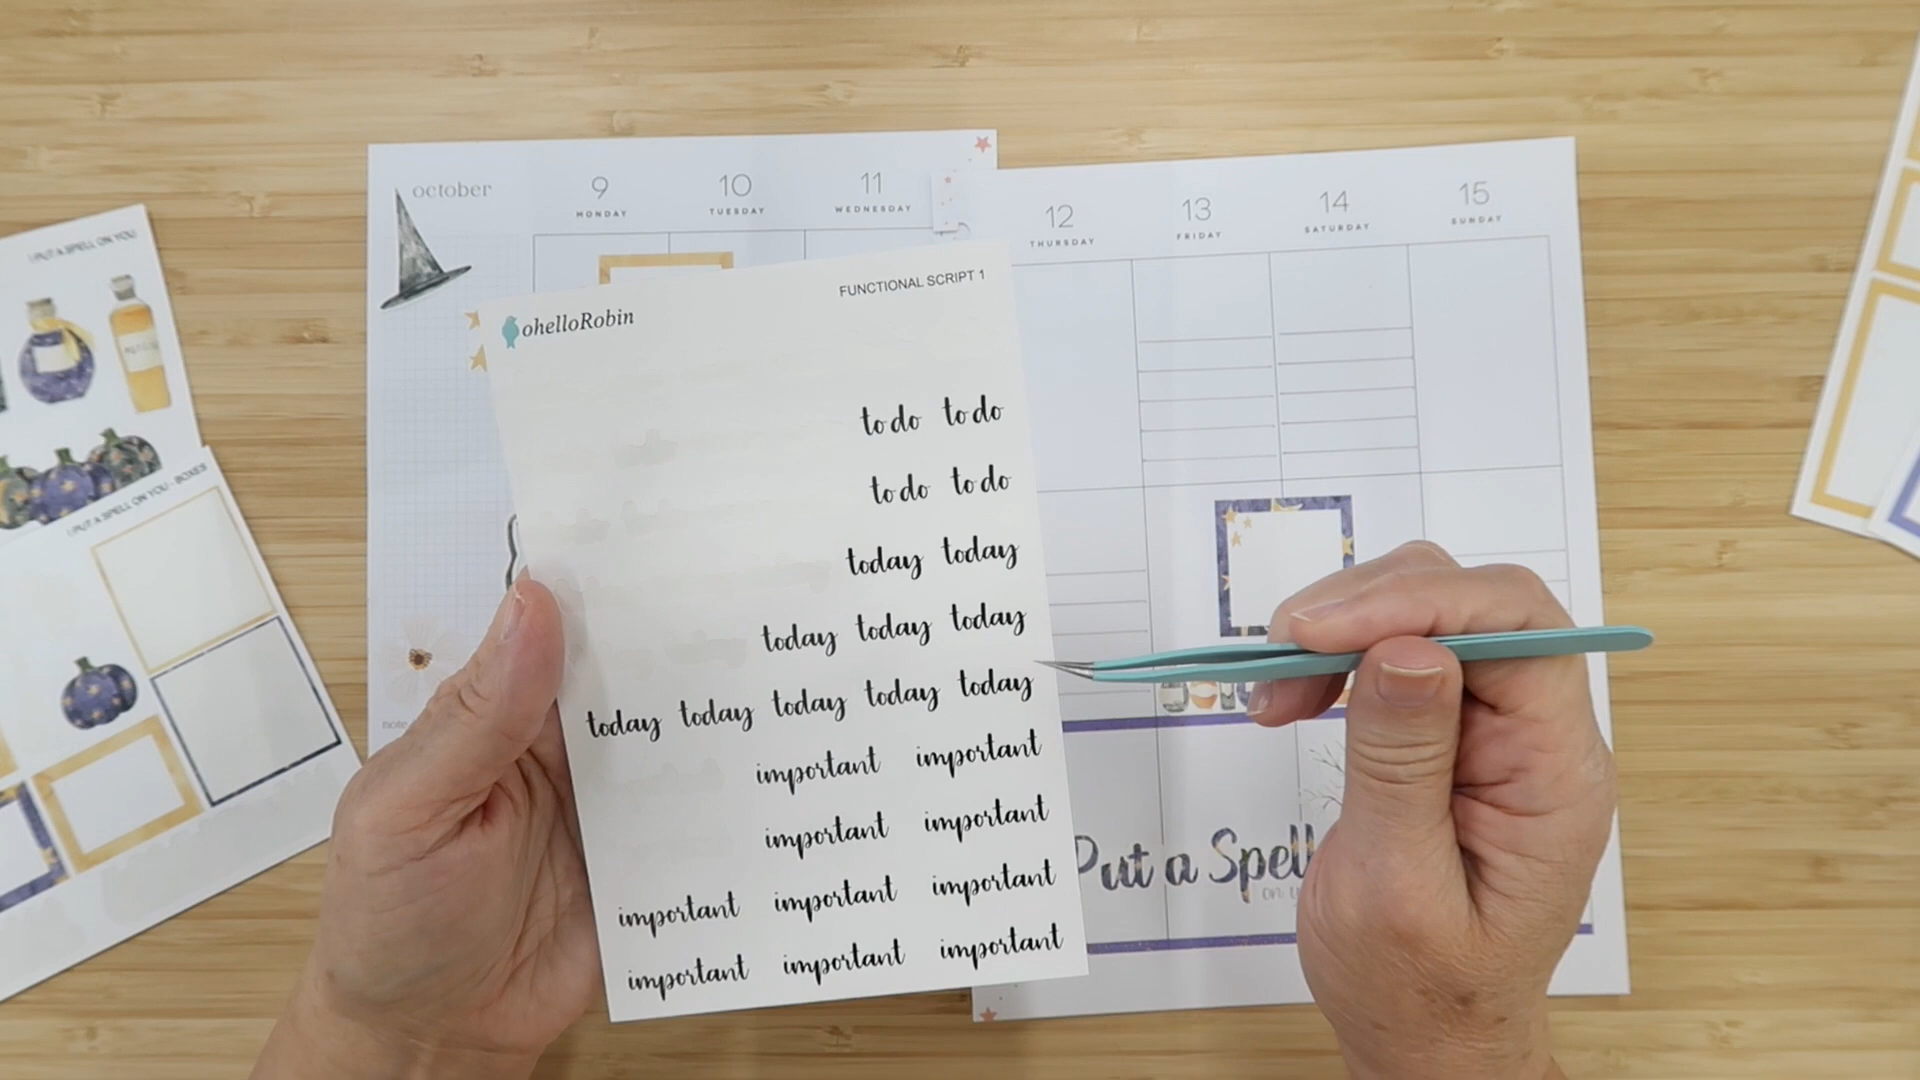 october
9
MONDAY
10
TUESDAY
11
WEDNESDAY
12
THURSDAY
13
FRIDAY
14
SATURDAY
15
SUNDAY
I PUT A SPELL ON YOU
I PUT A SPELL ON YOU - BOXES
ohelloRobin
FUNCTIONAL SCRIPT 1
to do to do
to do to do
today today
today today today
today today today today today
important important
important important
important important important
important important important
Put a Spell
on